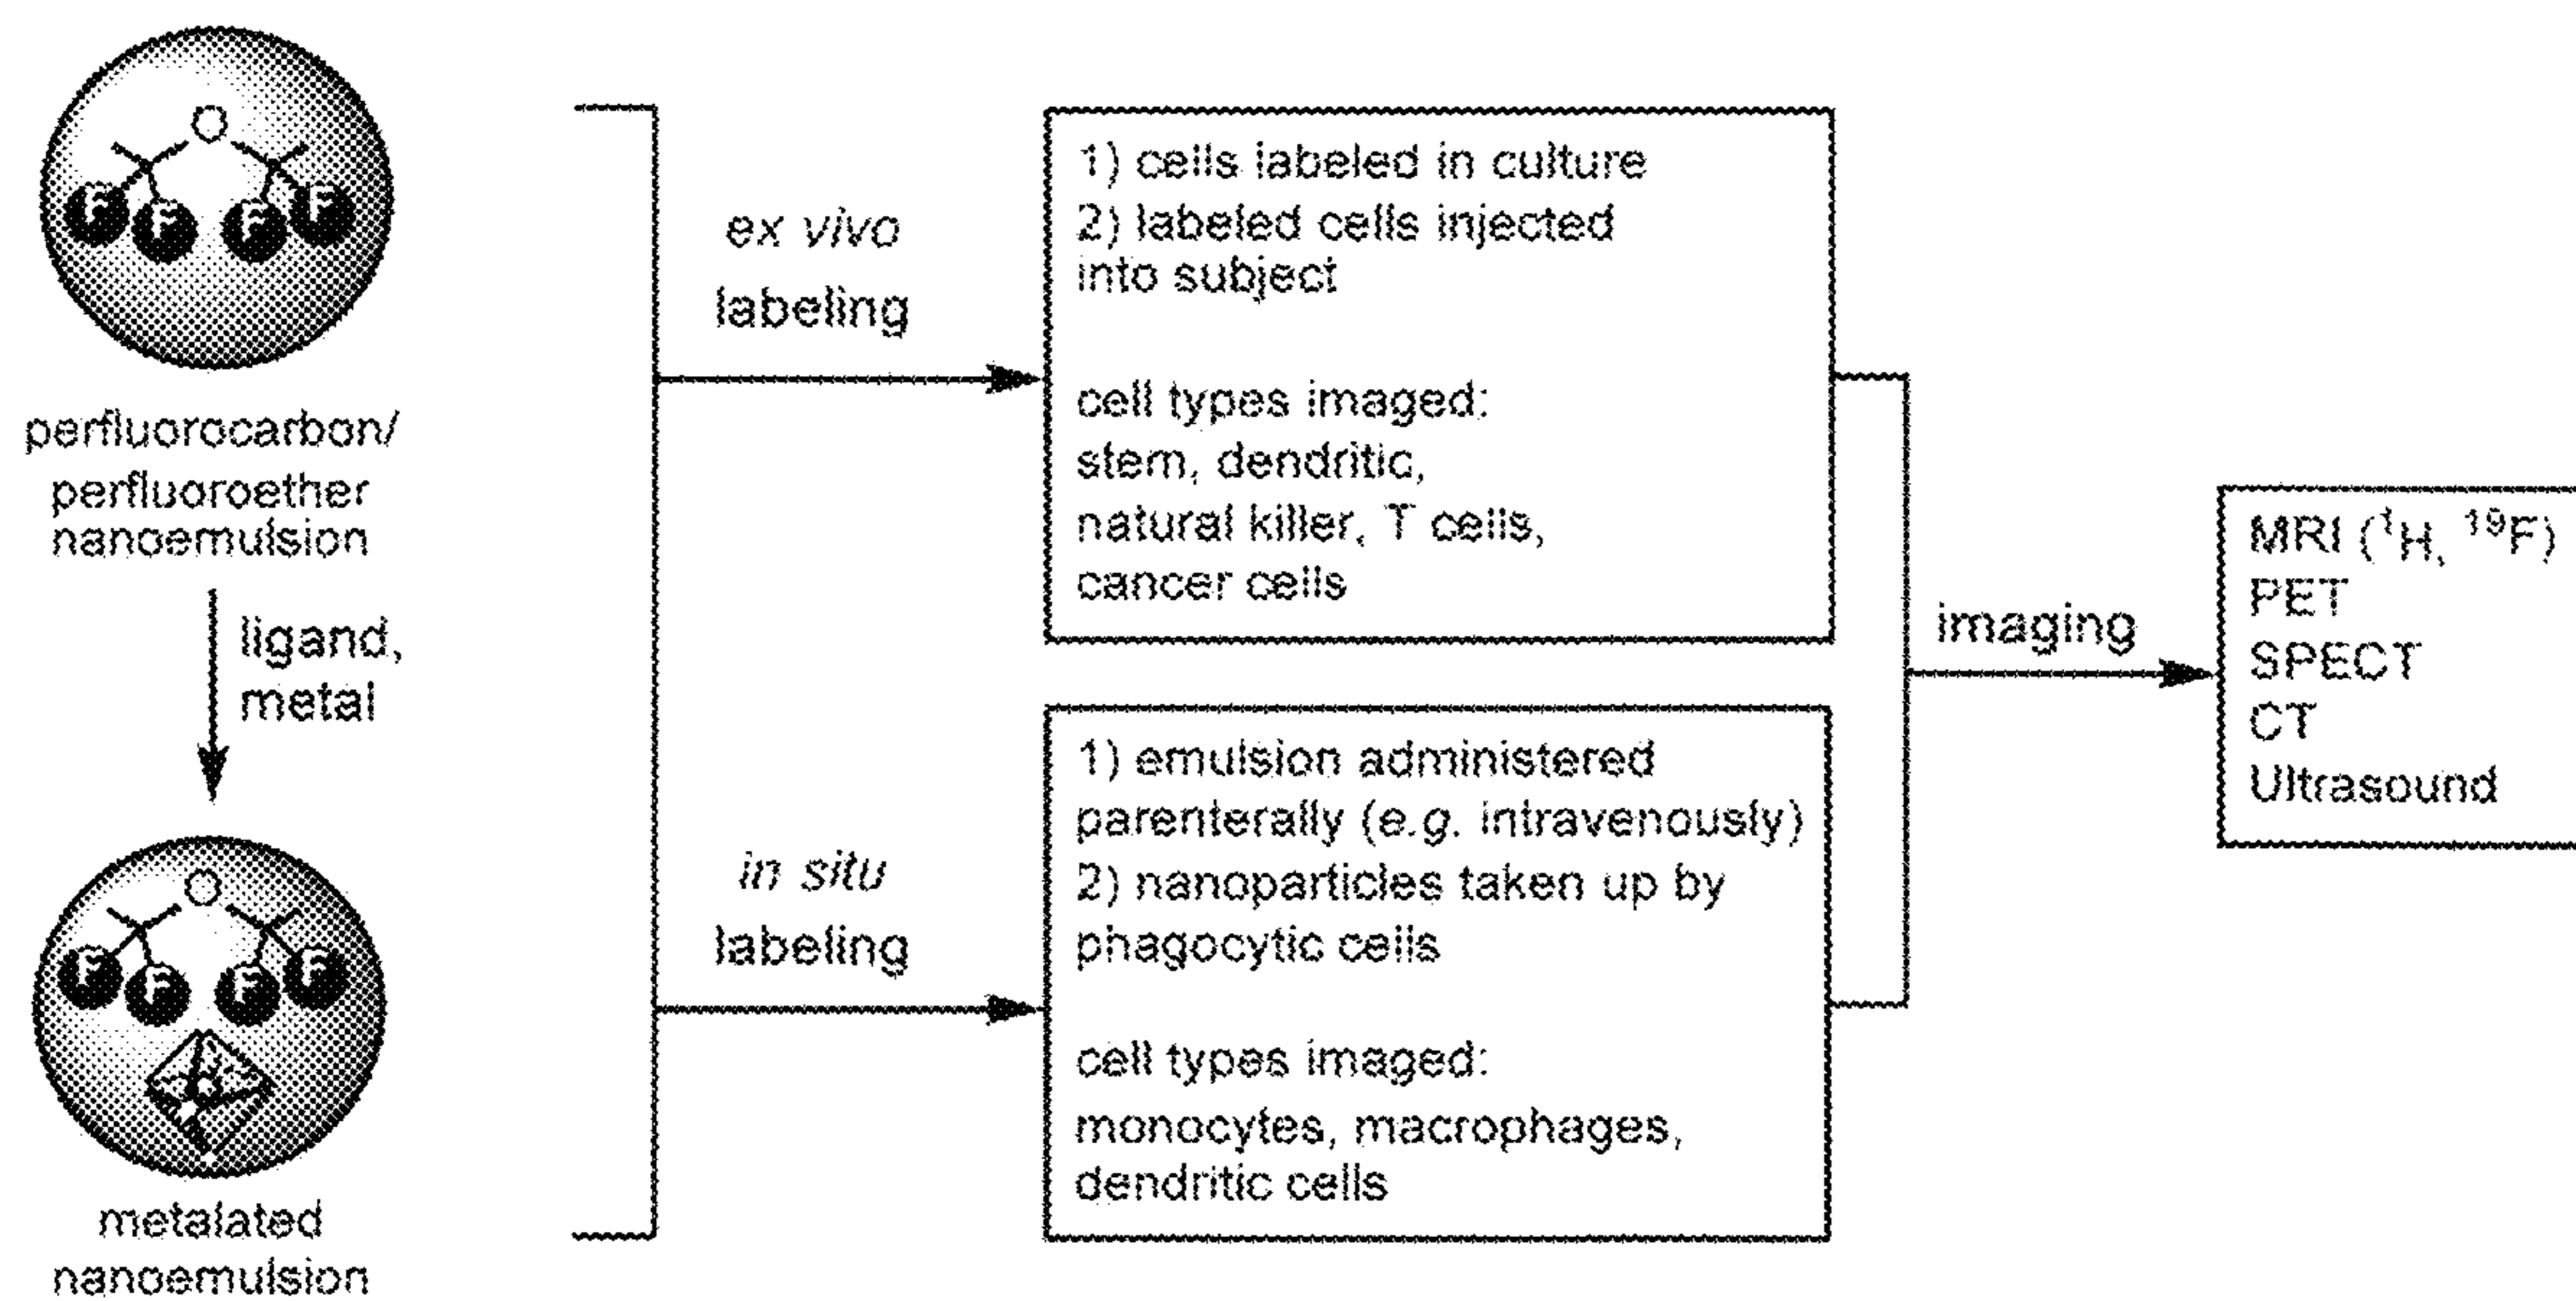 O
F F F F
perfluorocarbon/
perfluoroether
nanoemulsion
ligand,
metal
O
F F F F
metalated
nanoemulsion
ex vivo
labeling
1) cells labeled in culture
2) labeled cells injected
into subject
cell types imaged:
stem, dendritic,
natural killer, T cells,
cancer cells
in situ
labeling
1) emulsion administered
parenterally (e.g. intravenously)
2) nanoparticles taken up by
phagocytic cells
cell types imaged:
monocytes, macrophages,
dendritic cells
imaging
MRI (¹H, ¹⁹F)
PET
SPECT
CT
Ultrasound